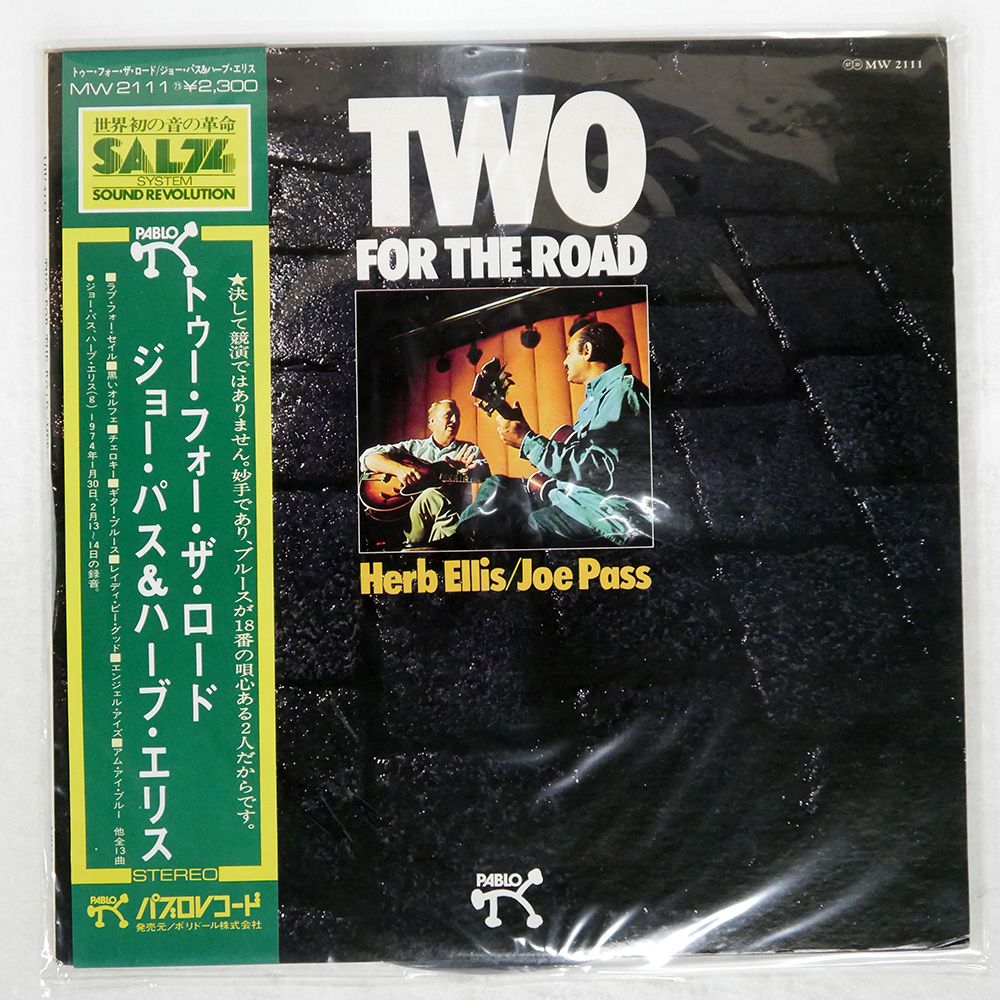 トゥー・フォー・ザ・ロード/ジョー・パス&ハーブ・エリス
MW 2111 75 ¥2,300
世界初の音の革命
SAL74
SYSTEM
SOUND REVOLUTION
PABLO
★決して競演ではありません。妙手であり、ブルースが18番の唄心ある2人だからです。
トゥー・フォー・ザ・ロード
ジョー・パス&ハーブ・エリス
■ラブ・フォー・セイル■黒いオルフェ■チェロキー■ギター・ブルース■レイディ・ビー・グッド■エンジェル・アイズ■アム・アイ・ブルー 他全13曲
●ジョー・パス、ハーブ・エリス(g) 1974年1月30日、2月13〜14日の録音。
STEREO
PABLO
パブロレコード
発売元/ポリドール株式会社
MW 2111
TWO
FOR THE ROAD
Herb Ellis/Joe Pass
PABLO